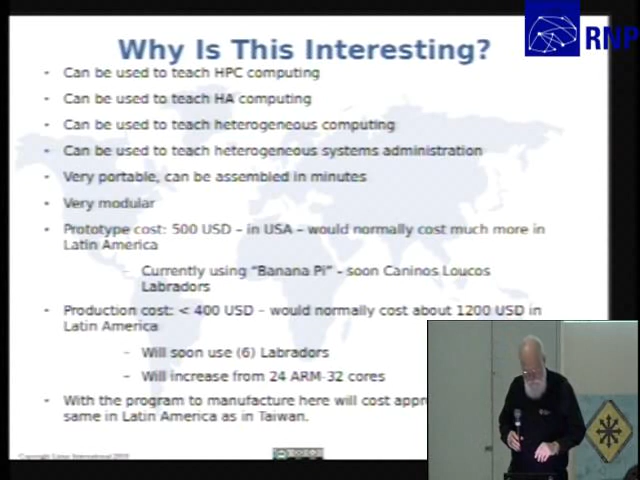 RNP
Why Is This Interesting?
- Can be used to teach HPC computing
- Can be used to teach HA computing
- Can be used to teach heterogeneous computing
- Can be used to teach heterogeneous systems administration
- Very portable, can be assembled in minutes
- Very modular
- Prototype cost: 500 USD – in USA – would normally cost much more in
Latin America
– Currently using "Banana Pi" - soon Caninos Loucos
Labradors
- Production cost: < 400 USD – would normally cost about 1200 USD in
Latin America
– Will soon use (6) Labradors
– Will increase from 24 ARM-32 cores
- With the program to manufacture here will cost
same in Latin America as in Taiwan.
Copyright Linux International 2019